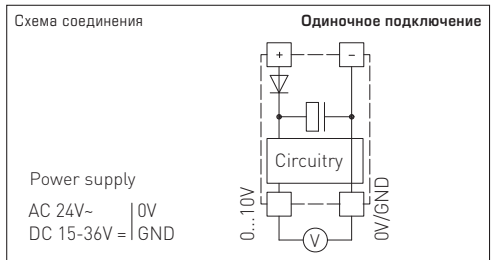 Схема соединения
Одиночное подключение
+ −
Circuitry
Power supply
AC 24V~ 0V
DC 15-36V = GND
0...10V
0V/GND
V